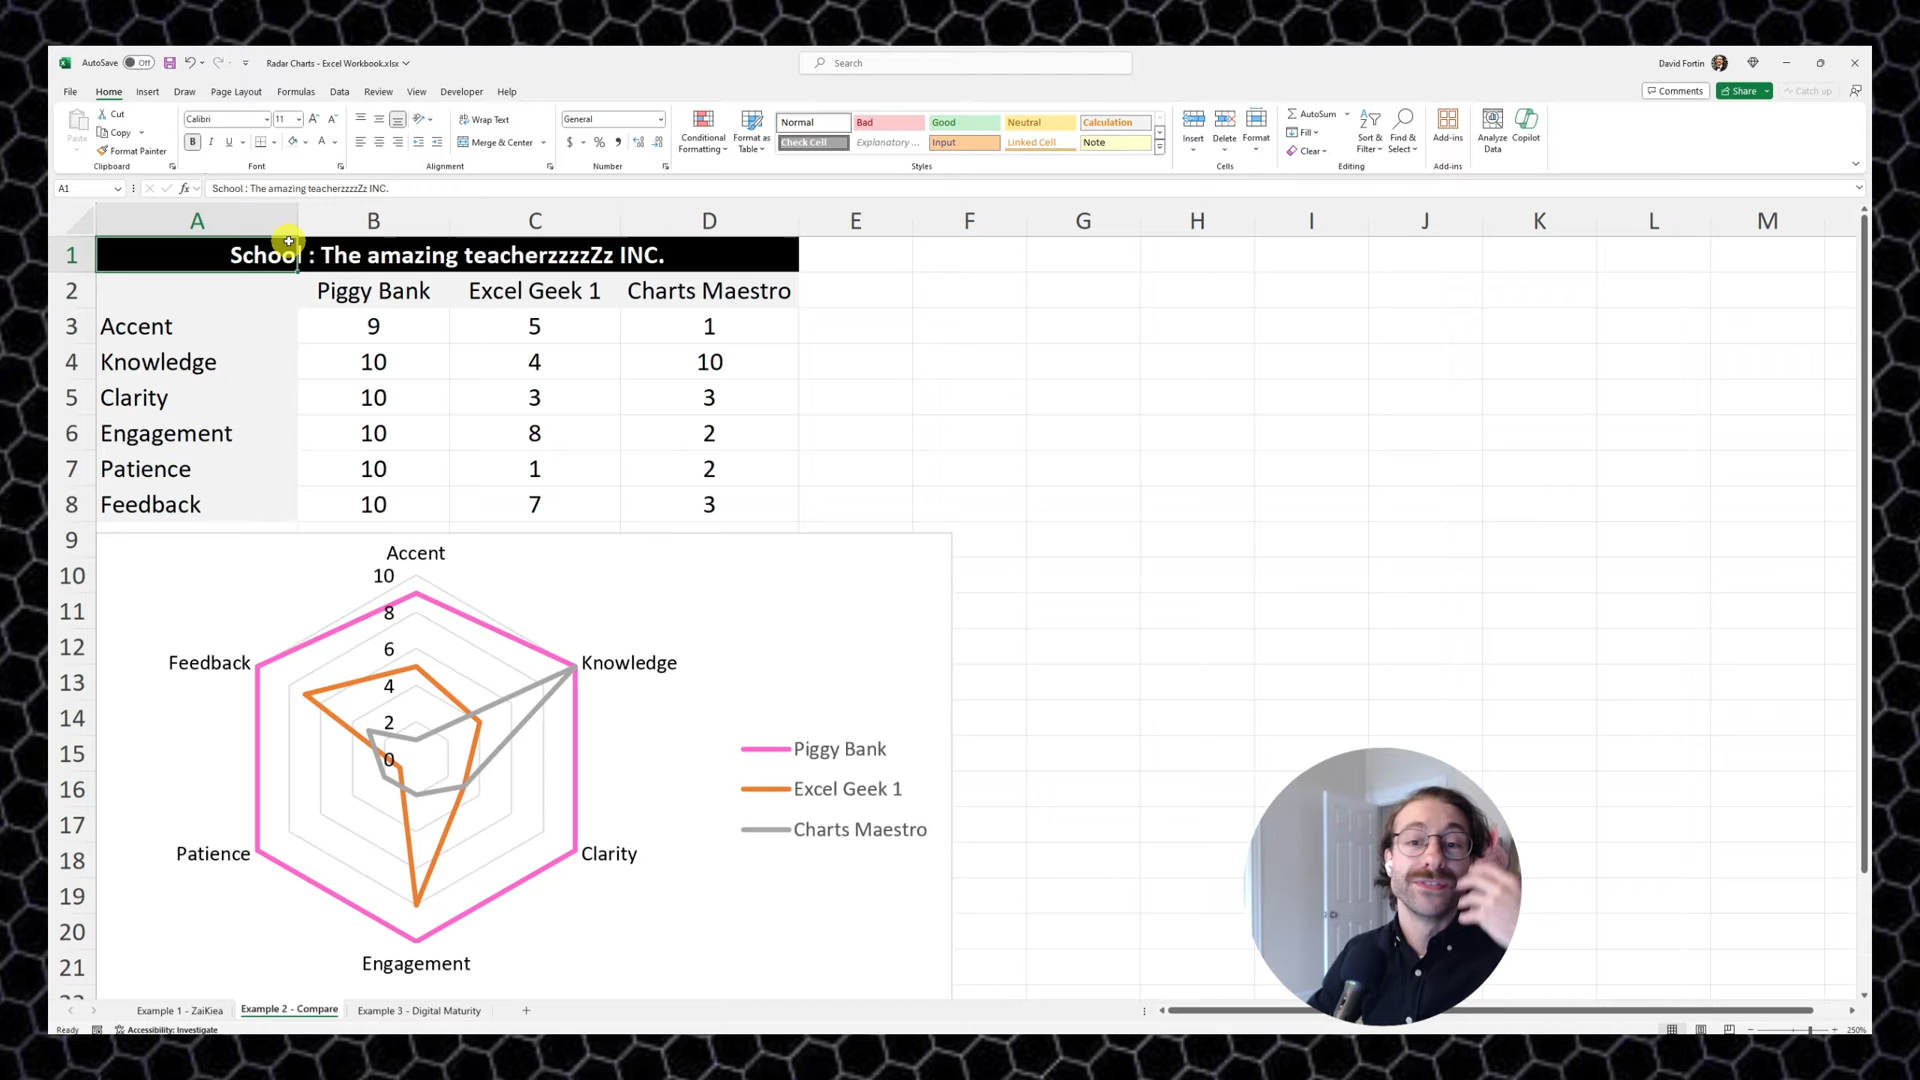 AutoSave Off Radar Charts - Excel Workbook.xlsx Search David Fortin
File Home Insert Draw Page Layout Formulas Data Review View Developer Help Comments Share Catch up
Paste Cut Copy Format Painter Clipboard
Calibri 11 B I U A Font
Wrap Text Merge & Center Alignment
General $ % Number
Conditional Formatting Format as Table
Normal Bad Good Neutral Calculation
Check Cell Explanatory ... Input Linked Cell Note
Styles
Insert Delete Format Cells
AutoSum Fill Clear Sort & Filter Find & Select Editing
Add-ins Add-ins
Analyze Data Copilot
A1 fx School : The amazing teacherzzzzZz INC.
A B C D E F G H I J K L M
1 School : The amazing teacherzzzzZz INC.
2 Piggy Bank Excel Geek 1 Charts Maestro
3 Accent 9 5 1
4 Knowledge 10 4 10
5 Clarity 10 3 3
6 Engagement 10 8 2
7 Patience 10 1 2
8 Feedback 10 7 3
9
10
11
12
13
14
15
16
17
18
19
20
21
Accent
10
8
6
4
2
0
Feedback Knowledge
Patience Clarity
Engagement
Piggy Bank
Excel Geek 1
Charts Maestro
Example 1 - ZaiKiea Example 2 - Compare Example 3 - Digital Maturity
Ready Accessibility: Investigate 250%